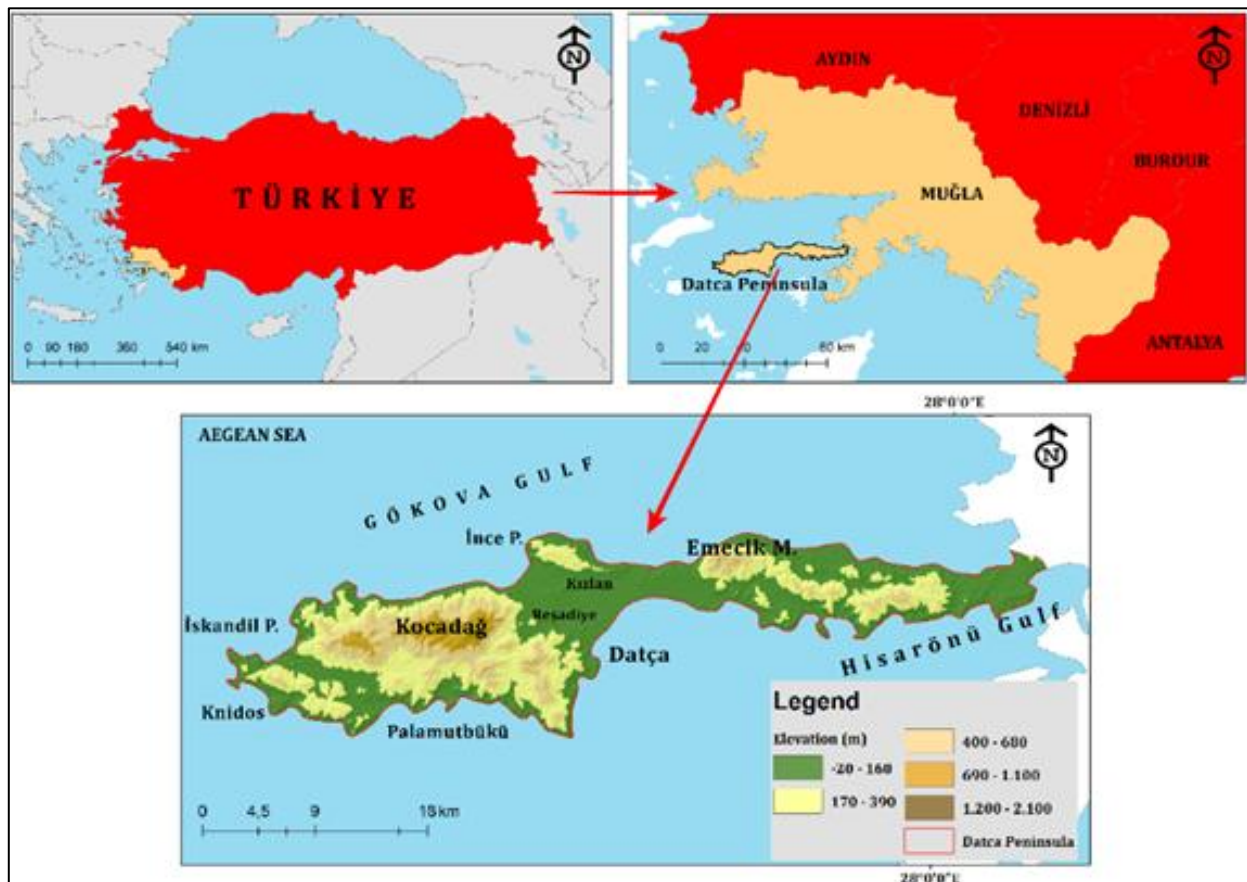 N
TÜRKİYE
0 90 180 360 540 km
N
AYDIN
DENİZLİ
BURDUR
MUĞLA
Datca Peninsula
ANTALYA
0 20 40 80 km
28°0'0"E
AEGEAN SEA
N
GÖKOVA GULF
İnce P.
Emecik M.
Kızlan
Reşadiye
İskandil P.
Kocadağ
Datça
Hisarönü Gulf
Knidos
Palamutbükü
0 4,5 9 18 km
Legend
Elevation (m)
-20 - 160
170 - 390
400 - 680
690 - 1.100
1.200 - 2.100
Datca Peninsula
28°0'0"E